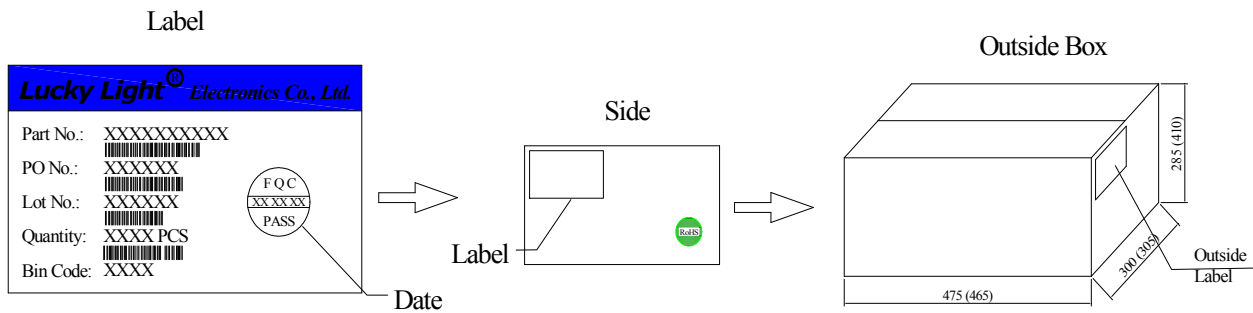 Label
Lucky Light® Electronics Co., Ltd.
Part No.: XXXXXXXXXX
PO No.: XXXXXX
Lot No.: XXXXXX
Quantity: XXXX PCS
Bin Code: XXXX
FQC
XX XX XX
PASS
Date
Side
RoHS
Label
Outside Box
285 (410)
300 (305)
475 (465)
Outside
Label